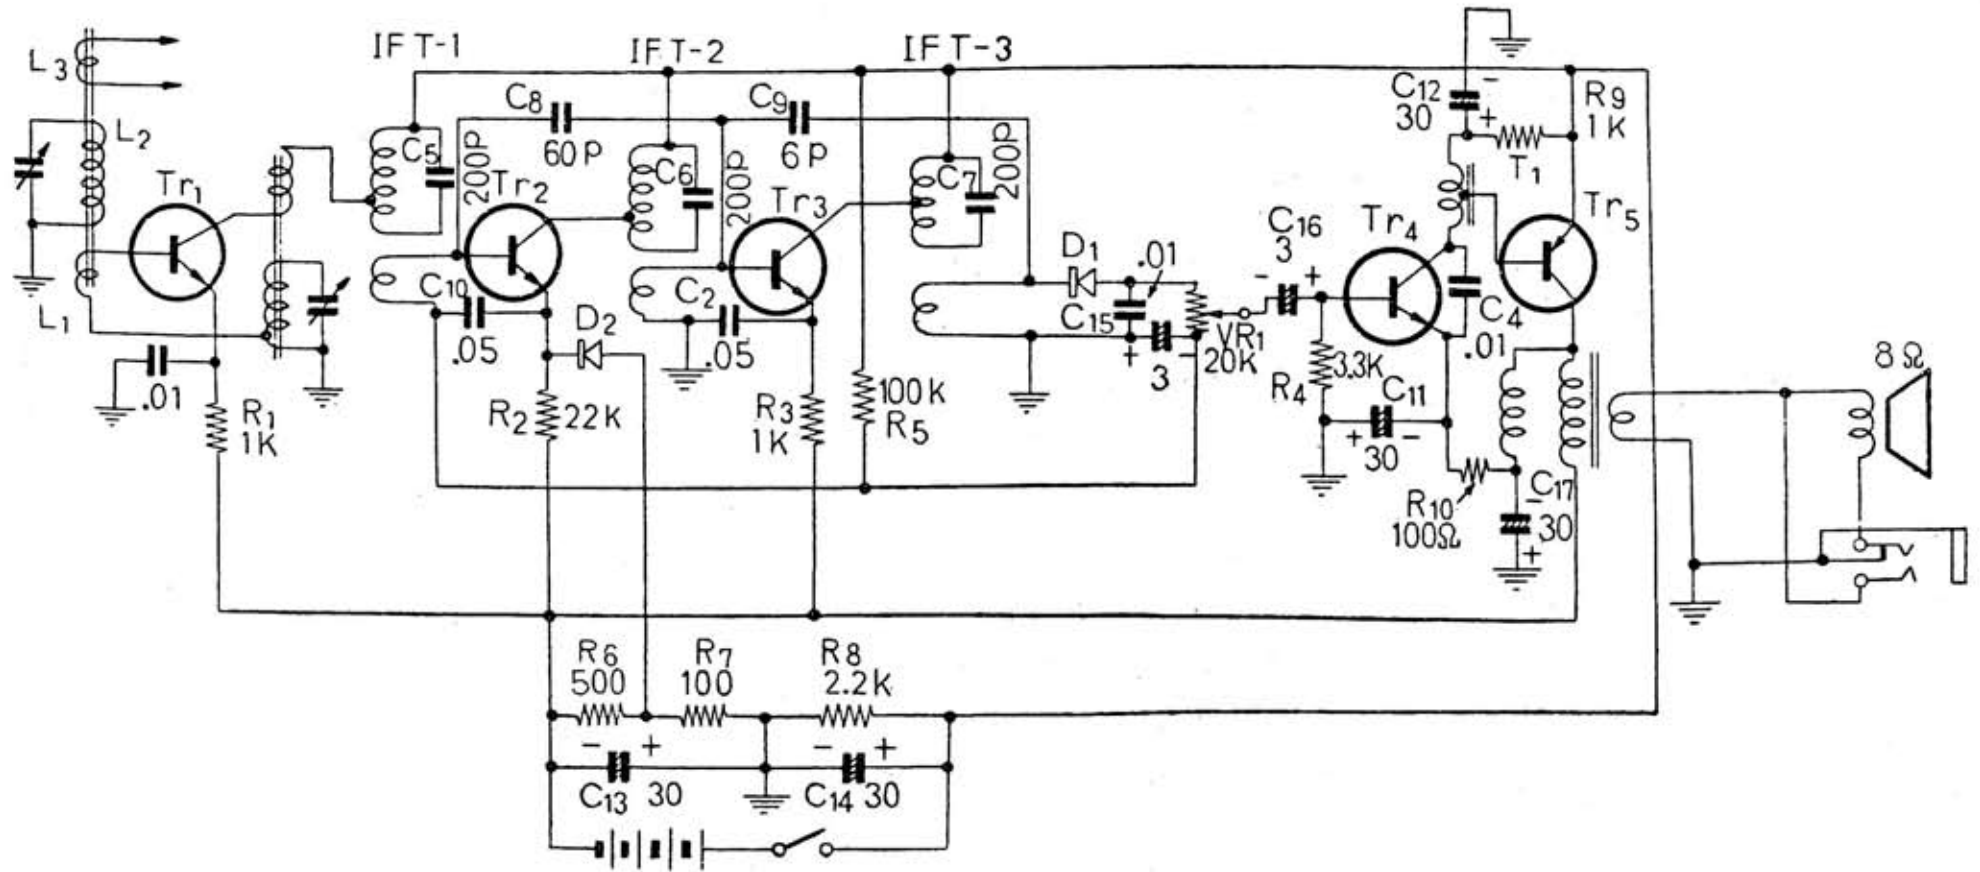 L3
L2
L1
Tr1
.01
R1
1K
IFT-1
C5
200P
C8
60P
Tr2
C10
.05
D2
R2
22K
IFT-2
C6
200P
C9
6P
Tr3
C2
.05
R3
1K
100K
R5
IFT-3
C7
200P
D1
.01
C15
+
-
3
VR1
20K
C16
3
-
+
Tr4
R4
3.3K
C11
+
-
30
C4
.01
C12
30
-
+
R9
1K
T1
Tr5
R10
100Ω
C17
-
30
+
8Ω
R6
500
R7
100
R8
2.2K
-
+
C13
30
-
+
C14
30